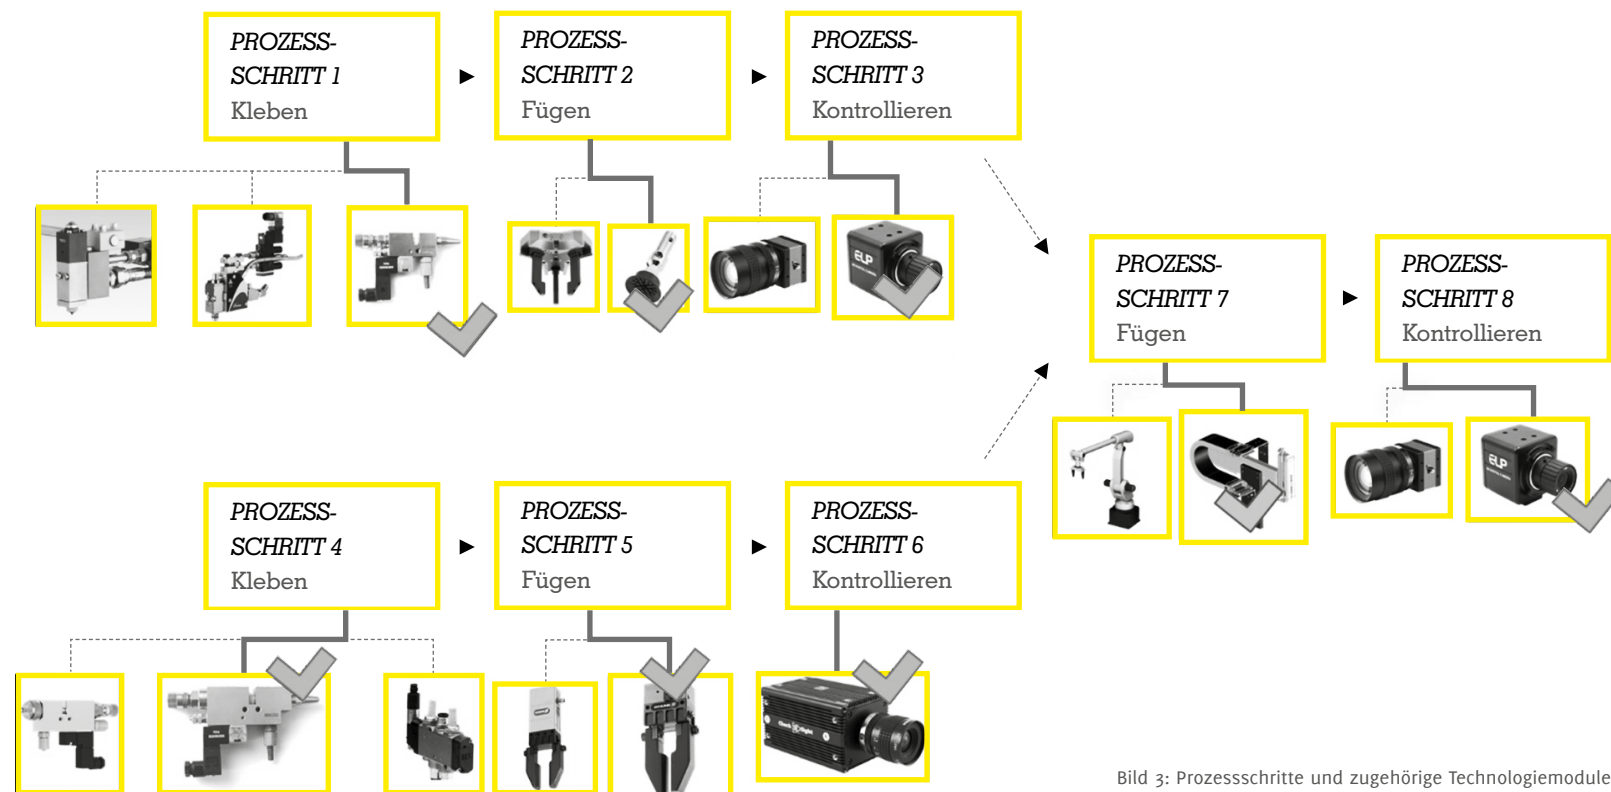 PROZESS-
SCHRITT 1
Kleben
PROZESS-
SCHRITT 2
Fügen
PROZESS-
SCHRITT 3
Kontrollieren
ELP
PROZESS-
SCHRITT 7
Fügen
PROZESS-
SCHRITT 8
Kontrollieren
ELP
PROZESS-
SCHRITT 4
Kleben
PROZESS-
SCHRITT 5
Fügen
PROZESS-
SCHRITT 6
Kontrollieren
Bild 3: Prozessschritte und zugehörige Technologiemodule